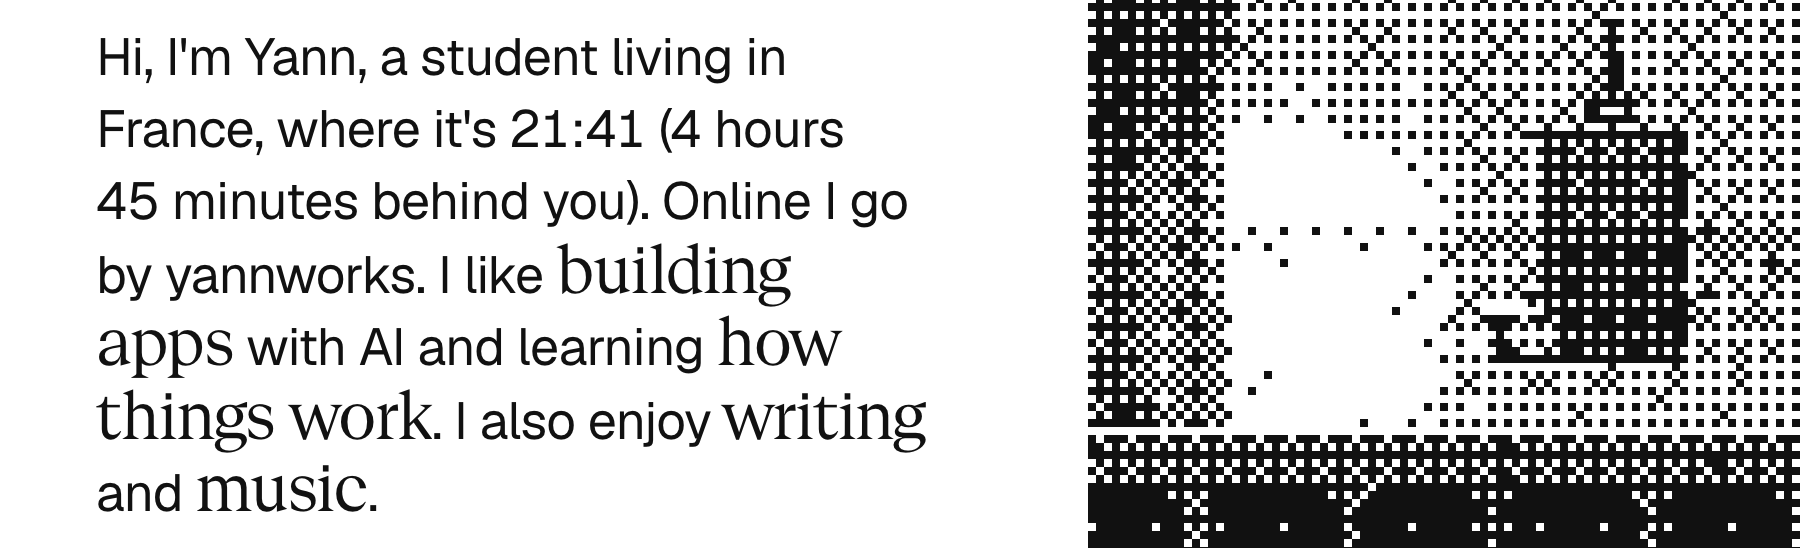 Hi, I'm Yann, a student living in
France, where it's 21:41 (4 hours
45 minutes behind you). Online I go
by yannworks. I like building
apps with AI and learning how
things work. I also enjoy writing
and music.